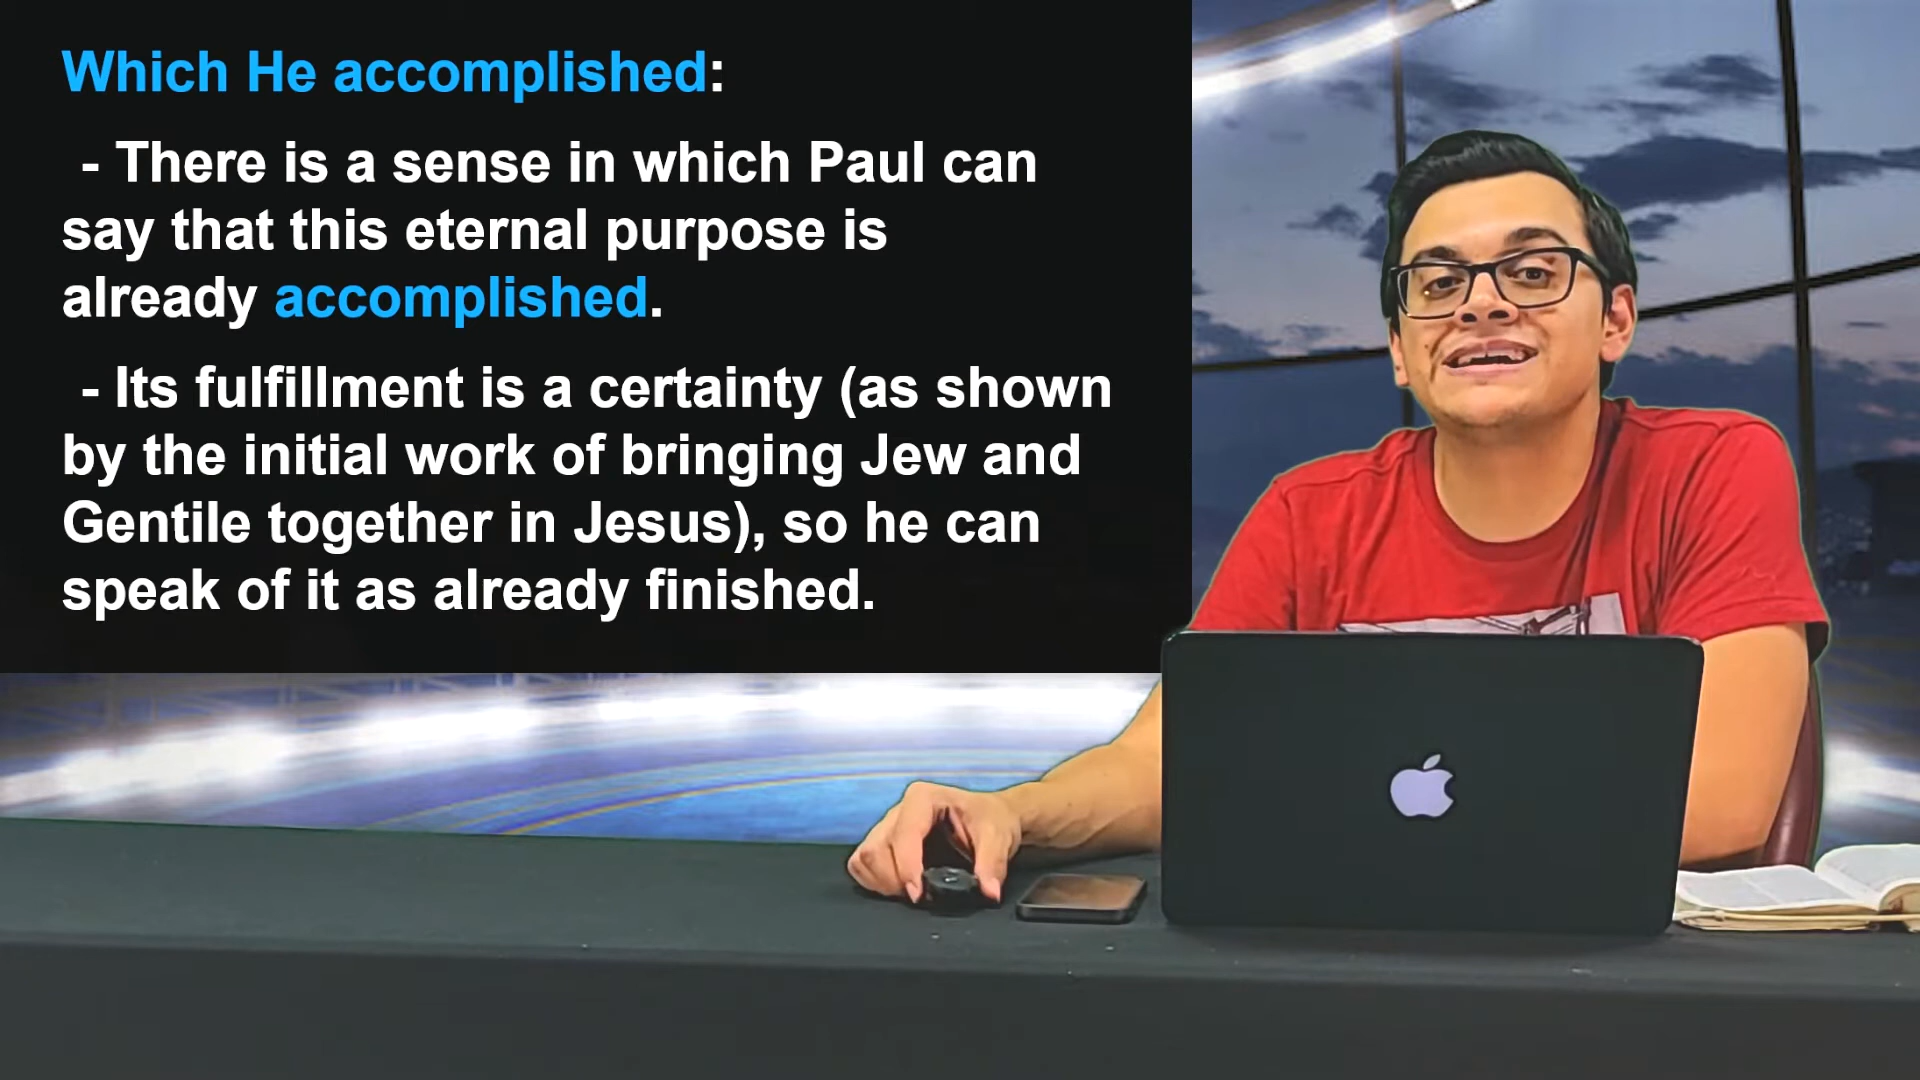 Which He accomplished:
- There is a sense in which Paul can
say that this eternal purpose is
already accomplished.
- Its fulfillment is a certainty (as shown
by the initial work of bringing Jew and
Gentile together in Jesus), so he can
speak of it as already finished.